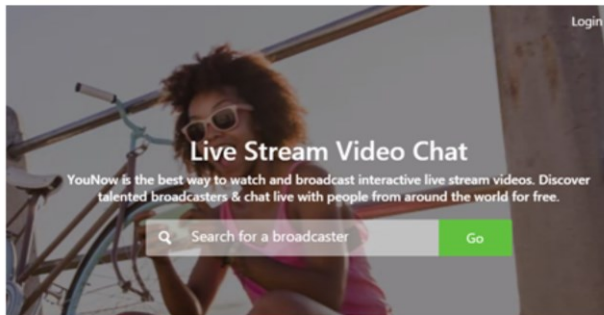 Login
Live Stream Video Chat
YouNow is the best way to watch and broadcast interactive live stream videos. Discover
talented broadcasters & chat live with people from around the world for free.
Search for a broadcaster
Go